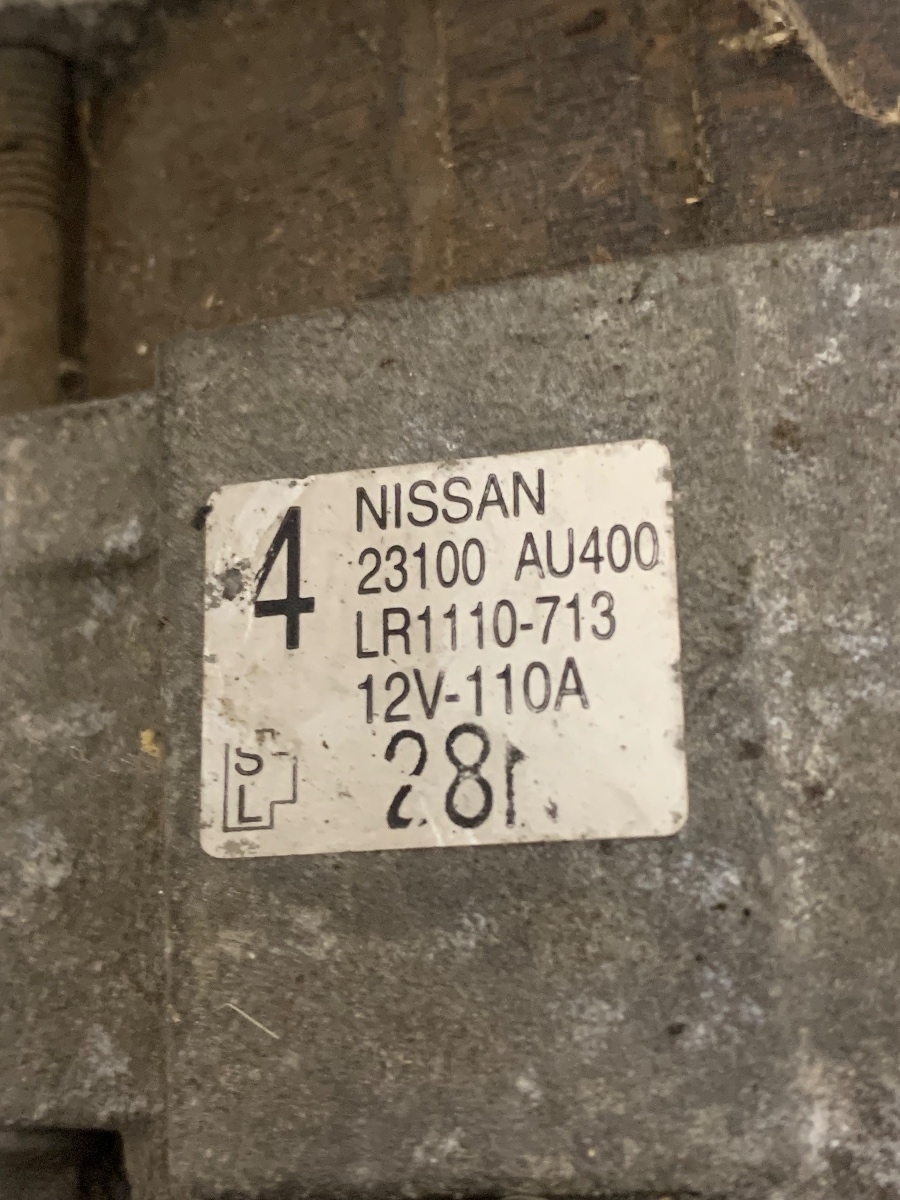 4
NISSAN
23100 AU400
LR1110-713
12V-110A
S
L